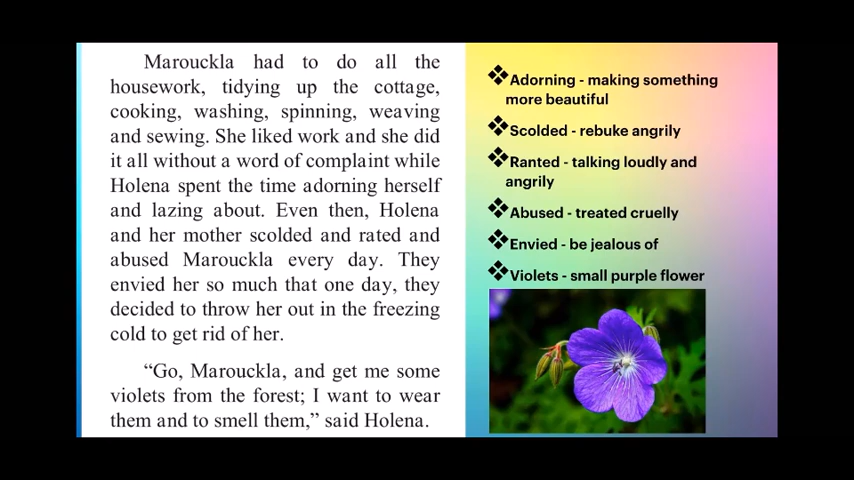 Marouckla had to do all the
housework, tidying up the cottage,
cooking, washing, spinning, weaving
and sewing. She liked work and she did
it all without a word of complaint while
Holena spent the time adorning herself
and lazing about. Even then, Holena
and her mother scolded and rated and
abused Marouckla every day. They
envied her so much that one day, they
decided to throw her out in the freezing
cold to get rid of her.
“Go, Marouckla, and get me some
violets from the forest; I want to wear
them and to smell them,” said Holena.
❖Adorning - making something
more beautiful
❖Scolded - rebuke angrily
❖Ranted - talking loudly and
angrily
❖Abused - treated cruelly
❖Envied - be jealous of
❖Violets - small purple flower